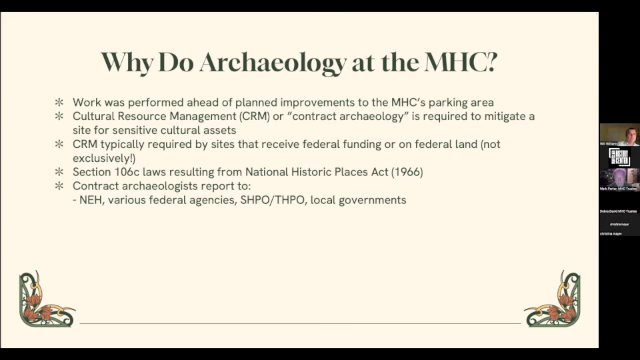 Why Do Archaeology at the MHC?
Work was performed ahead of planned improvements to the MHC's parking area
Cultural Resource Management (CRM) or "contract archaeology" is required to mitigate a
site for sensitive cultural assets
CRM typically required by sites that receive federal funding or on federal land (not
exclusively!)
Section 106c laws resulting from National Historic Places Act (1966)
Contract archaeologists report to:
- NEH, various federal agencies, SHPO/THPO, local governments